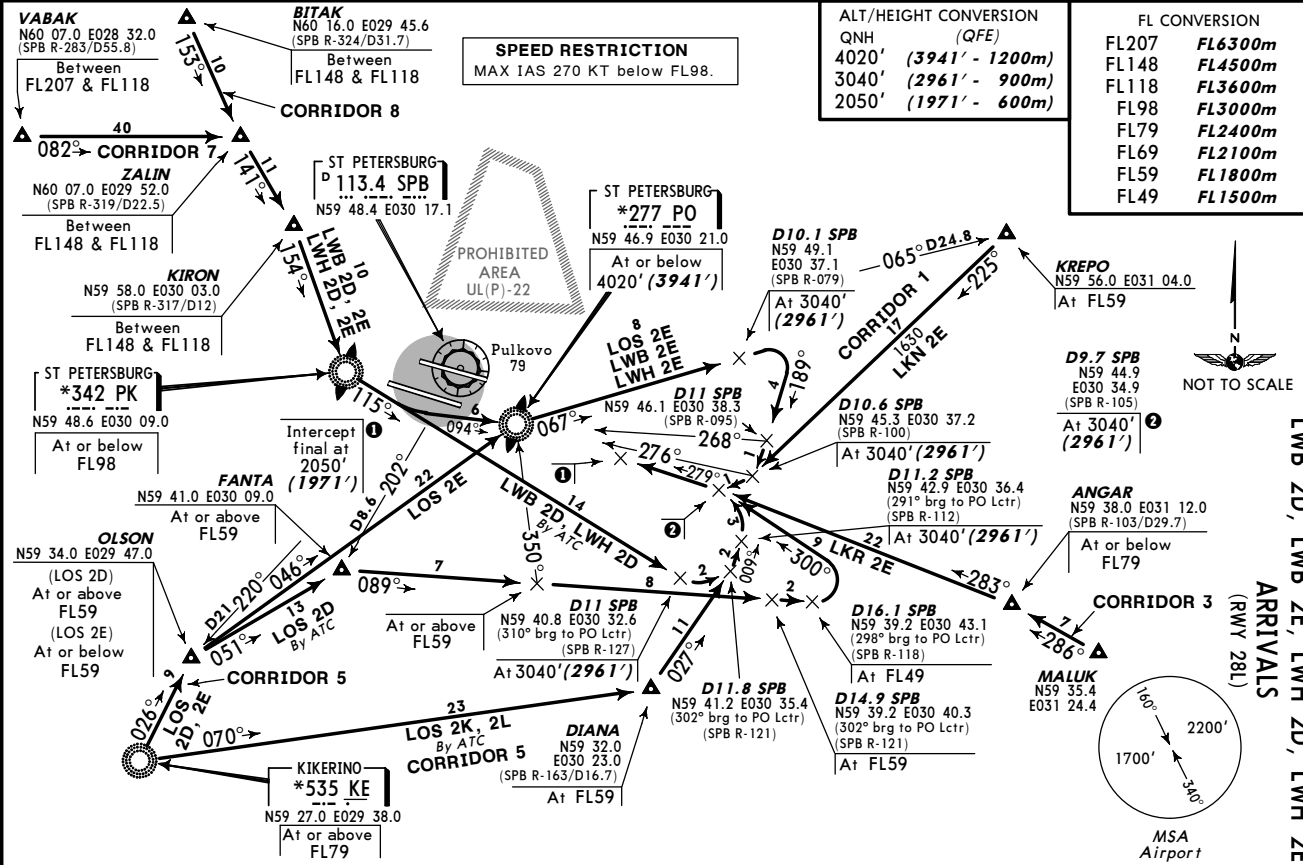 VABAK
N60 07.0 E028 32.0
(SPB R-283/D55.8)
Between
FL207 & FL118
BITAK
N60 16.0 E029 45.6
(SPB R-324/D31.7)
Between
FL148 & FL118
153°
10
CORRIDOR 8
SPEED RESTRICTION
MAX IAS 270 KT below FL98.
ALT/HEIGHT CONVERSION
QNH (QFE)
4020' (3941' - 1200m)
3040' (2961' - 900m)
2050' (1971' - 600m)
FL CONVERSION
FL207 FL6300m
FL148 FL4500m
FL118 FL3600m
FL98 FL3000m
FL79 FL2400m
FL69 FL2100m
FL59 FL1800m
FL49 FL1500m
40
082° CORRIDOR 7
ZALIN
N60 07.0 E029 52.0
(SPB R-319/D22.5)
Between
FL148 & FL118
11
141°
ST PETERSBURG
D 113.4 SPB
N59 48.4 E030 17.1
PROHIBITED
AREA
UL(P)-22
ST PETERSBURG
*277 PO
N59 46.9 E030 21.0
At or below
4020' (3941')
D10.1 SPB
N59 49.1
E030 37.1
(SPB R-079)
At 3040'
(2961')
065° D24.8
KREPO
N59 56.0 E031 04.0
At FL59
225°
CORRIDOR 1
17
1630
LKN 2E
N
NOT TO SCALE
KIRON
N59 58.0 E030 03.0
(SPB R-317/D12)
Between
FL148 & FL118
10
LWB 2D, 2E
LWH 2D, 2E
154°
Pulkovo
79
8
LOS 2E
LWB 2E
LWH 2E
067°
4
189°
D9.7 SPB
N59 44.9
E030 34.9
(SPB R-105)
At 3040' 2
(2961')
ST PETERSBURG
*342 PK
N59 48.6 E030 09.0
At or below
FL98
115°
6
094°
1
Intercept
final at
2050'
(1971')
202°
D8.6
D11 SPB
N59 46.1 E030 38.3
(SPB R-095)
268°
1
D10.6 SPB
N59 45.3 E030 37.2
(SPB R-100)
At 3040' (2961')
276°
279°
1
1
2
FANTA
N59 41.0 E030 09.0
At or above
FL59
22
LOS 2E
14
LWB 2D, LWH 2D
By ATC
350°
D11.2 SPB
N59 42.9 E030 36.4
(291° brg to PO Lctr)
(SPB R-112)
At 3040' (2961')
3
2
009°
9
300°
22
LKR 2E
283°
ANGAR
N59 38.0 E031 12.0
(SPB R-103/D29.7)
At or below
FL79
OLSON
N59 34.0 E029 47.0
(LOS 2D)
At or above
FL59
(LOS 2E)
At or below
FL59
D21
220°
046°
13
051°
LOS 2D
By ATC
089°
7
At or above
FL59
8
2
2
D11 SPB
N59 40.8 E030 32.6
(310° brg to PO Lctr)
(SPB R-127)
At 3040' (2961')
D16.1 SPB
N59 39.2 E030 43.1
(298° brg to PO Lctr)
(SPB R-118)
At FL49
CORRIDOR 3
7
286°
MALUK
N59 35.4
E031 24.4
9
026°
LOS
2D, 2E
CORRIDOR 5
070°
23
LOS 2K, 2L
By ATC
CORRIDOR 5
11
027°
DIANA
N59 32.0
E030 23.0
(SPB R-163/D16.7)
At FL59
D11.8 SPB
N59 41.2 E030 35.4
(302° brg to PO Lctr)
(SPB R-121)
D14.9 SPB
N59 39.2 E030 40.3
(302° brg to PO Lctr)
(SPB R-121)
At FL59
KIKERINO
*535 KE
N59 27.0 E029 38.0
At or above
FL79
160°
2200'
1700'
340°
MSA
Airport
ARRIVALS
(RWY 28L)
LWB 2D, LWB 2E, LWH 2D, LWH 2E